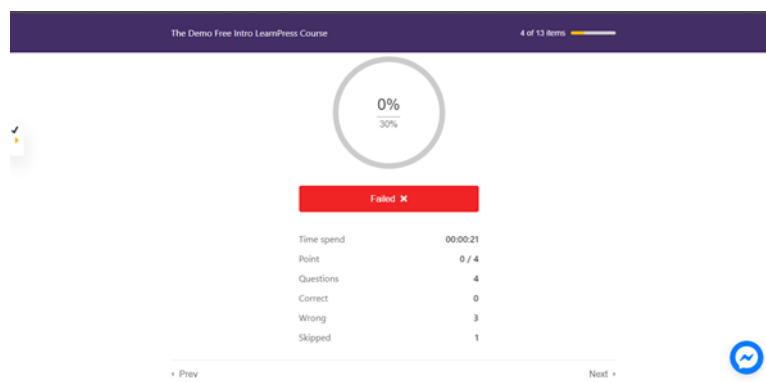 The Demo Free Intro LearnPress Course 4 of 13 items
0%
30%
Failed ✖
Time spend 00:00:21
Point 0 / 4
Questions 4
Correct 0
Wrong 3
Skipped 1
Prev Next